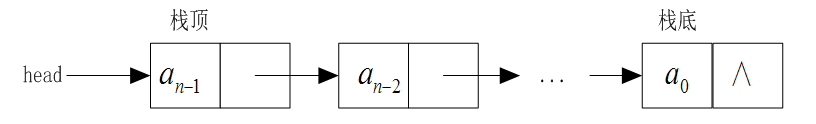 栈顶 栈底
head a_{n-1} a_{n-2} ... a_0 ∧